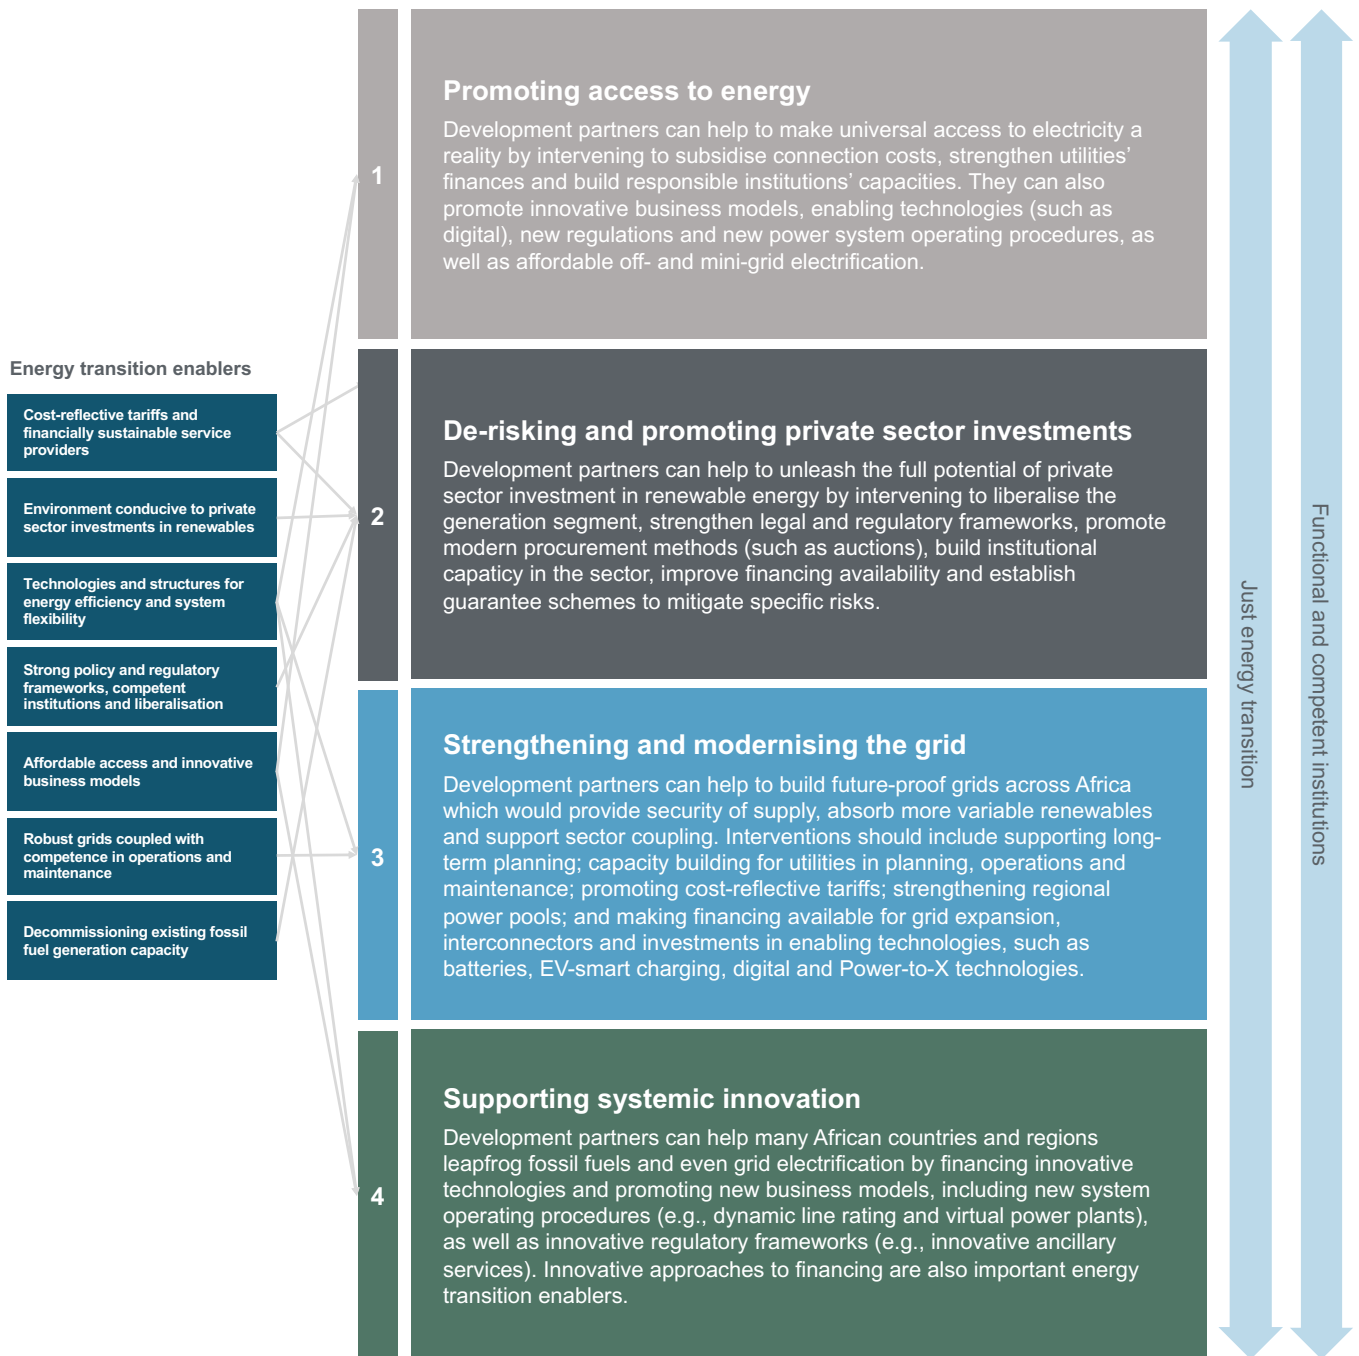 Energy transition enablers
Cost-reflective tariffs and
financially sustainable service
providers
Environment conducive to private
sector investments in renewables
Technologies and structures for
energy efficiency and system
flexibility
Strong policy and regulatory
frameworks, competent
institutions and liberalisation
Affordable access and innovative
business models
Robust grids coupled with
competence in operations and
maintenance
Decommissioning existing fossil
fuel generation capacity
1
Promoting access to energy
Development partners can help to make universal access to electricity a
reality by intervening to subsidise connection costs, strengthen utilities’
finances and build responsible institutions’ capacities. They can also
promote innovative business models, enabling technologies (such as
digital), new regulations and new power system operating procedures, as
well as affordable off- and mini-grid electrification.
2
De-risking and promoting private sector investments
Development partners can help to unleash the full potential of private
sector investment in renewable energy by intervening to liberalise the
generation segment, strengthen legal and regulatory frameworks, promote
modern procurement methods (such as auctions), build institutional
capaticy in the sector, improve financing availability and establish
guarantee schemes to mitigate specific risks.
3
Strengthening and modernising the grid
Development partners can help to build future-proof grids across Africa
which would provide security of supply, absorb more variable renewables
and support sector coupling. Interventions should include supporting long-
term planning; capacity building for utilities in planning, operations and
maintenance; promoting cost-reflective tariffs; strengthening regional
power pools; and making financing available for grid expansion,
interconnectors and investments in enabling technologies, such as
batteries, EV-smart charging, digital and Power-to-X technologies.
4
Supporting systemic innovation
Development partners can help many African countries and regions
leapfrog fossil fuels and even grid electrification by financing innovative
technologies and promoting new business models, including new system
operating procedures (e.g., dynamic line rating and virtual power plants),
as well as innovative regulatory frameworks (e.g., innovative ancillary
services). Innovative approaches to financing are also important energy
transition enablers.
Just energy transition
Functional and competent institutions